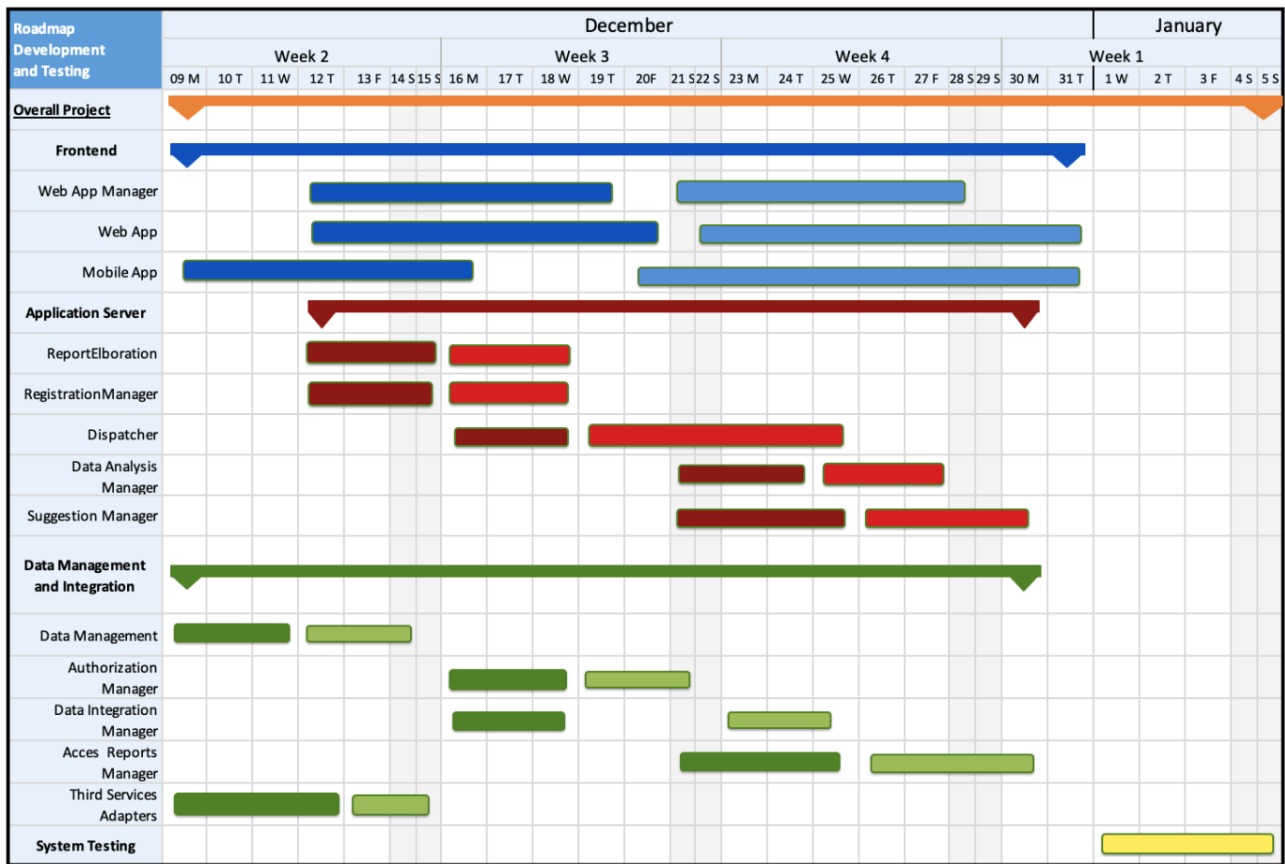 Roadmap
Development
and Testing
December
January
Week 2
Week 3
Week 4
Week 1
09 M 10 T 11 W 12 T 13 F 14 S 15 S 16 M 17 T 18 W 19 T 20F 21 S 22 S 23 M 24 T 25 W 26 T 27 F 28 S 29 S 30 M 31 T 1 W 2 T 3 F 4 S 5 S
Overall Project
Frontend
Web App Manager
Web App
Mobile App
Application Server
ReportElboration
RegistrationManager
Dispatcher
Data Analysis
Manager
Suggestion Manager
Data Management
and Integration
Data Management
Authorization
Manager
Data Integration
Manager
Acces Reports
Manager
Third Services
Adapters
System Testing